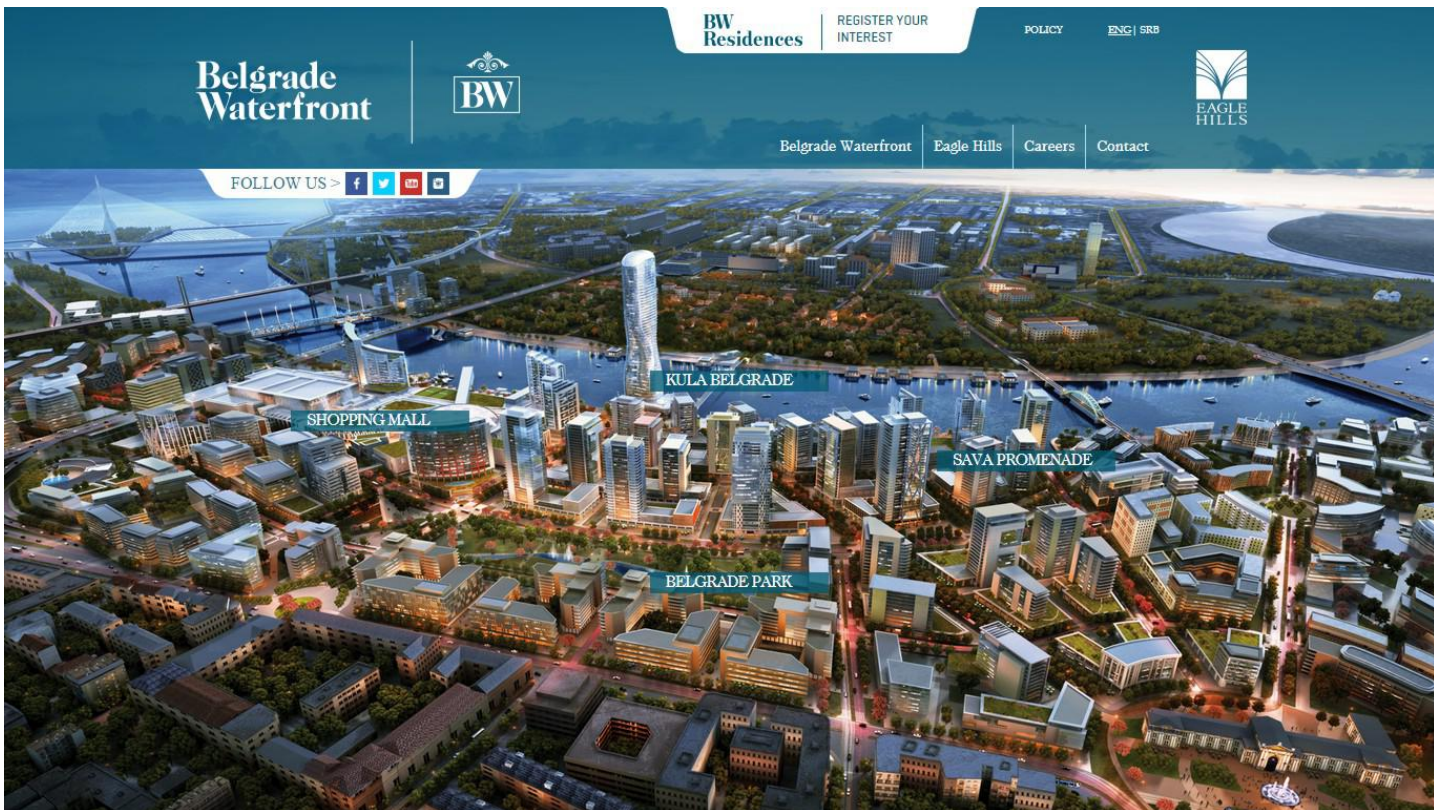 BW
Residences
REGISTER YOUR
INTEREST
POLICY
ENG | SRB
Belgrade
Waterfront
BW
EAGLE
HILLS
Belgrade Waterfront
Eagle Hills
Careers
Contact
FOLLOW US >
f
You
KULA BELGRADE
SHOPPING MALL
SAVA PROMENADE
BELGRADE PARK